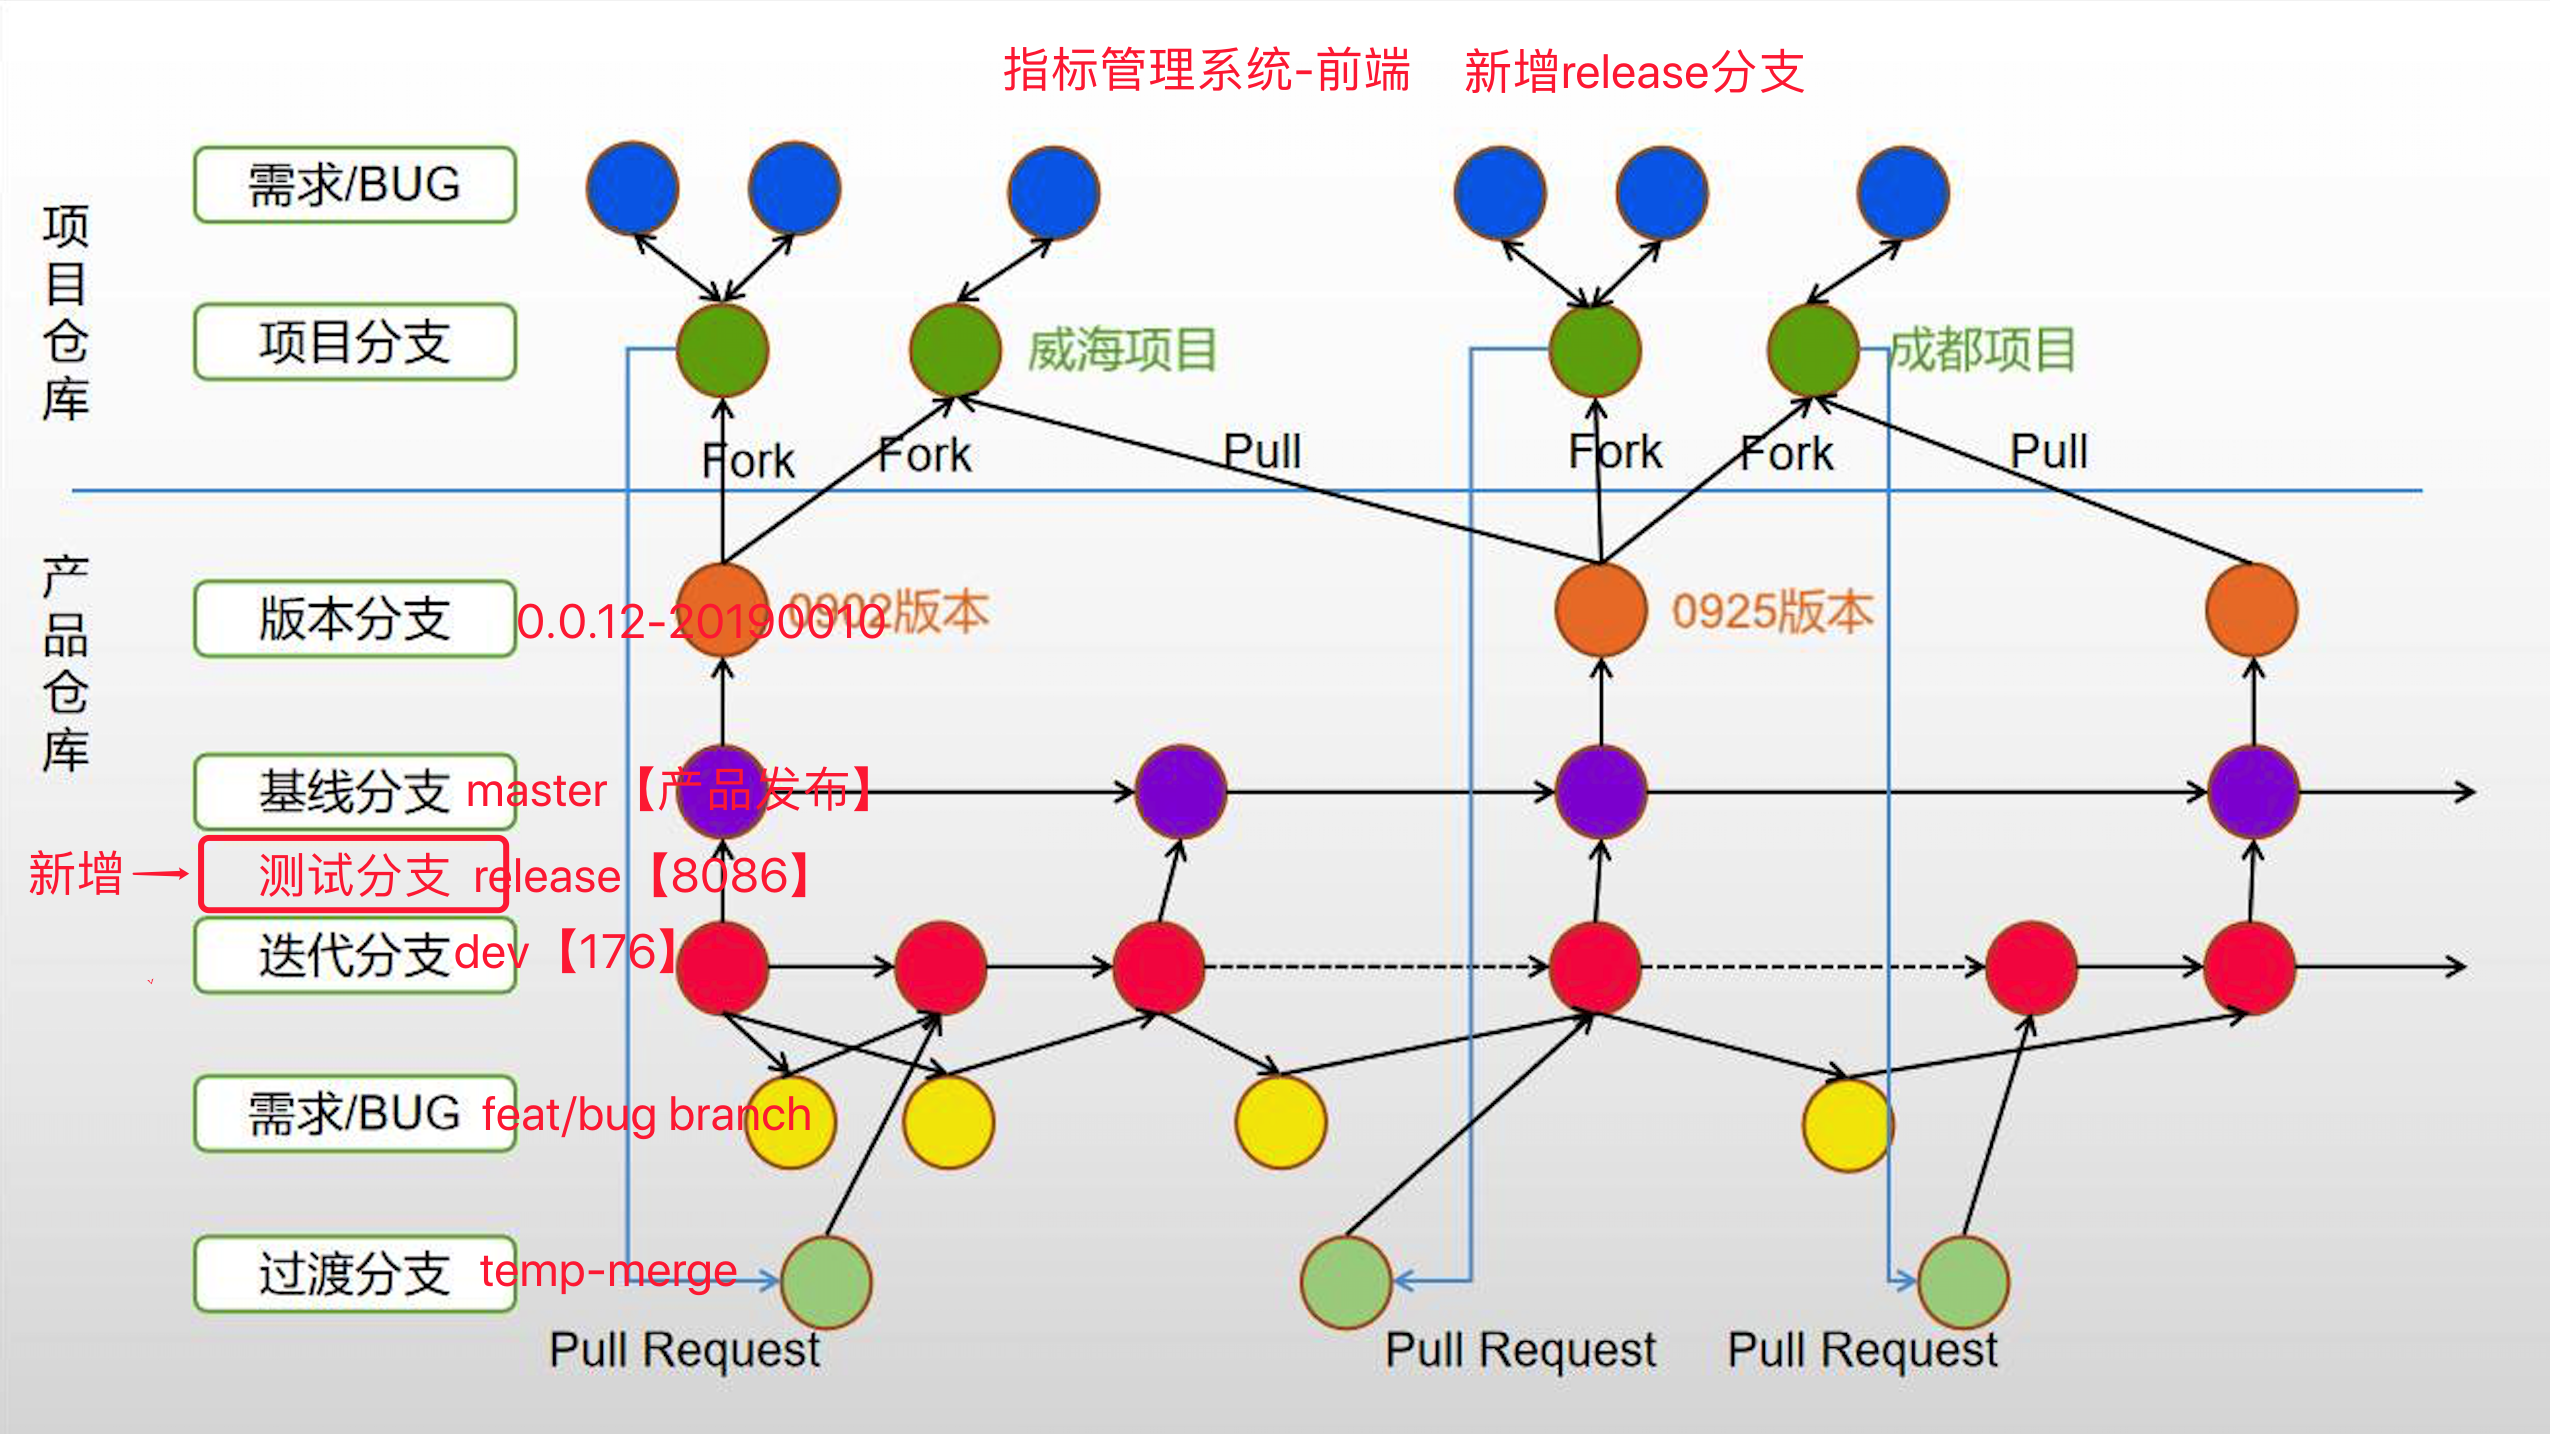 指标管理系统-前端 新增release分支
项目仓库
需求/BUG
项目分支
威海项目
成都项目
Fork
Fork
Pull
Fork
Fork
Pull
产品仓库
版本分支
0.0.12-20190010
0902版本
0925版本
基线分支
master【产品发布】
新增
测试分支
release【8086】
迭代分支
dev【176】
需求/BUG
feat/bug branch
过渡分支
temp-merge
Pull Request
Pull Request
Pull Request